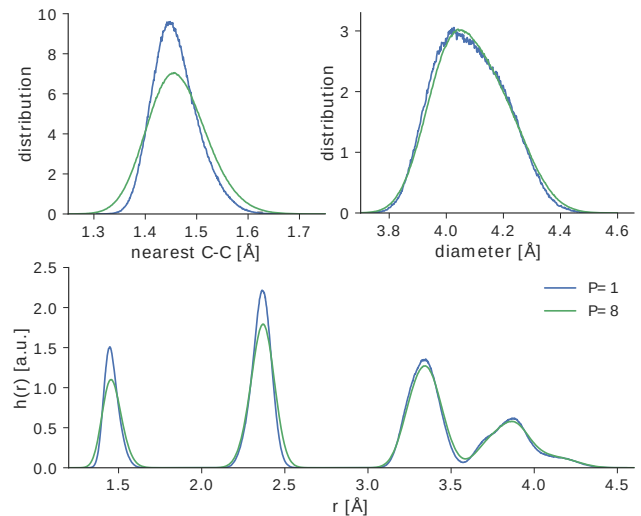 10
8
6
4
2
0
distribution
1.3 1.4 1.5 1.6 1.7
nearest C-C [Å]
3
2
1
0
distribution
3.8 4.0 4.2 4.4 4.6
diameter [Å]
2.5
2.0
1.5
1.0
0.5
0.0
h(r) [a.u.]
P= 1
P= 8
1.5 2.0 2.5 3.0 3.5 4.0 4.5
r [Å]